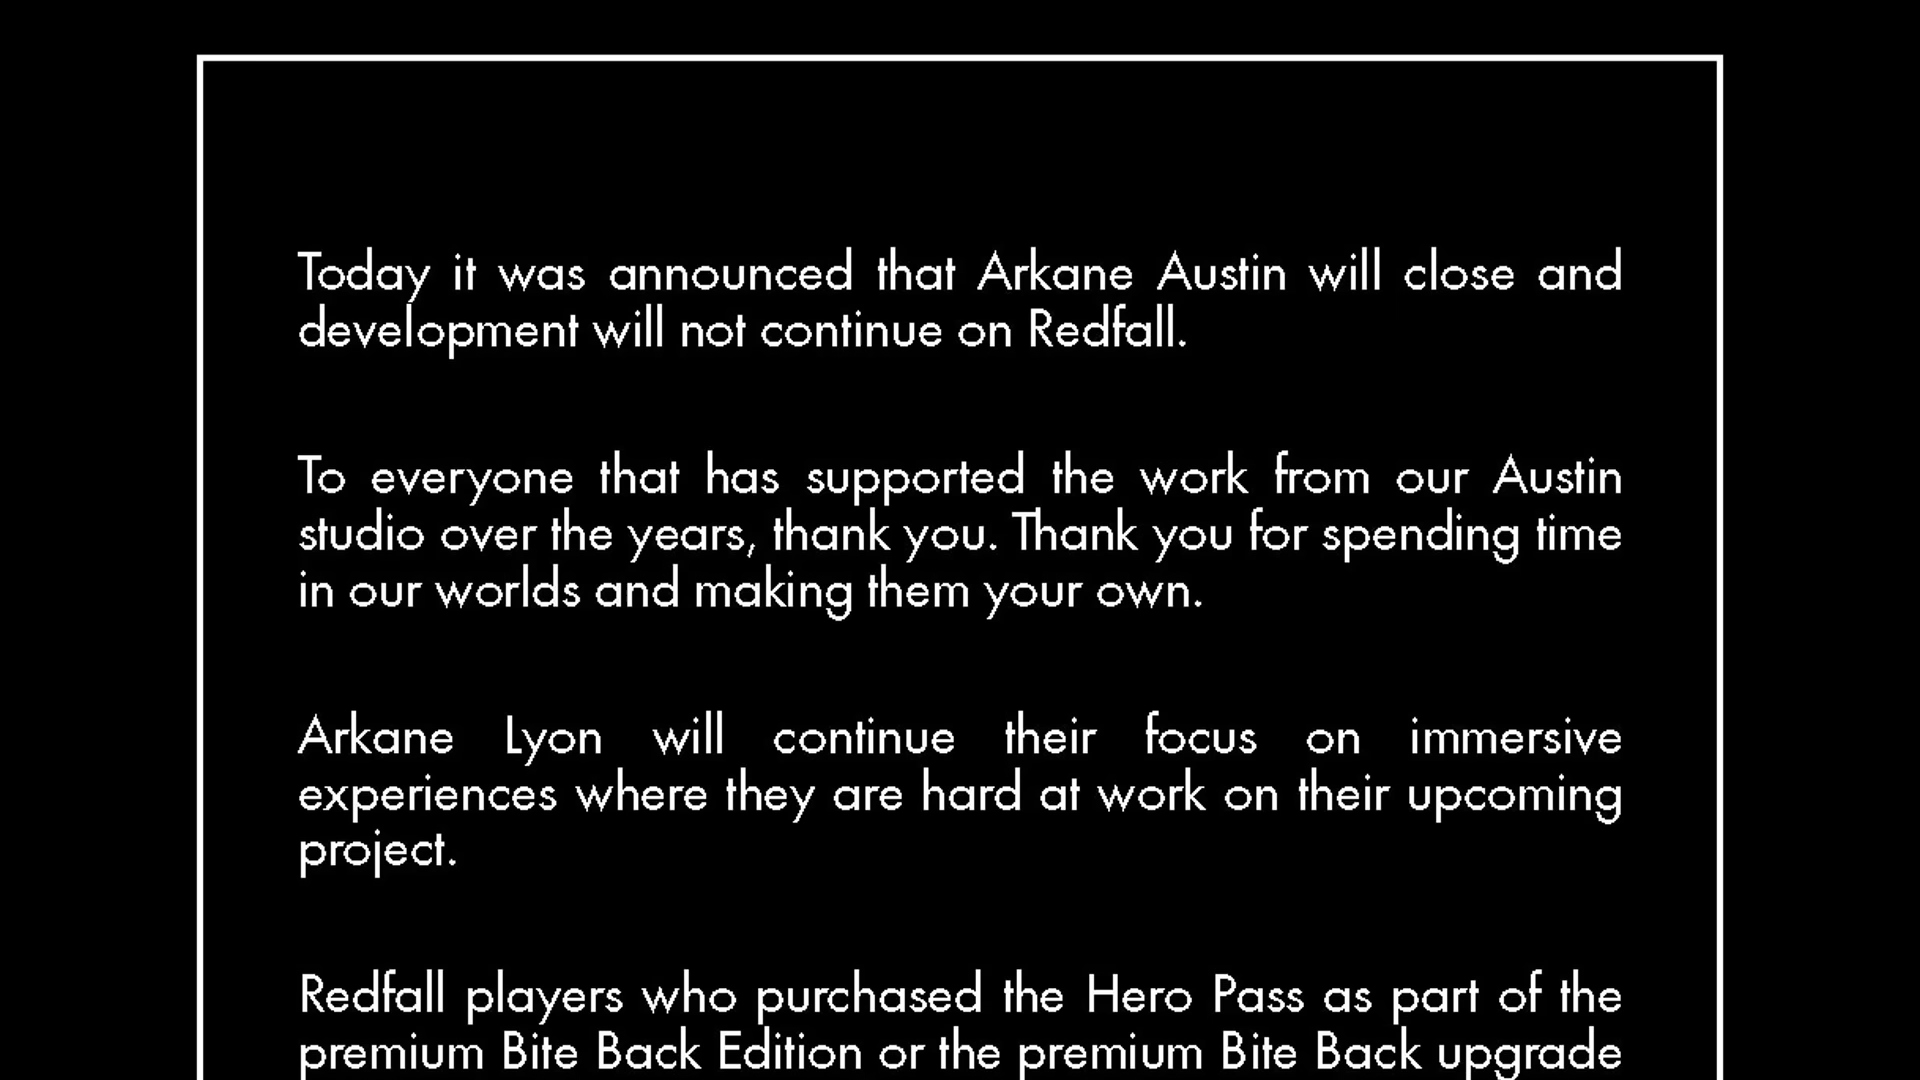 Today it was announced that Arkane Austin will close and
development will not continue on Redfall.
To everyone that has supported the work from our Austin
studio over the years, thank you. Thank you for spending time
in our worlds and making them your own.
Arkane Lyon will continue their focus on immersive
experiences where they are hard at work on their upcoming
project.
Redfall players who purchased the Hero Pass as part of the
premium Bite Back Edition or the premium Bite Back upgrade